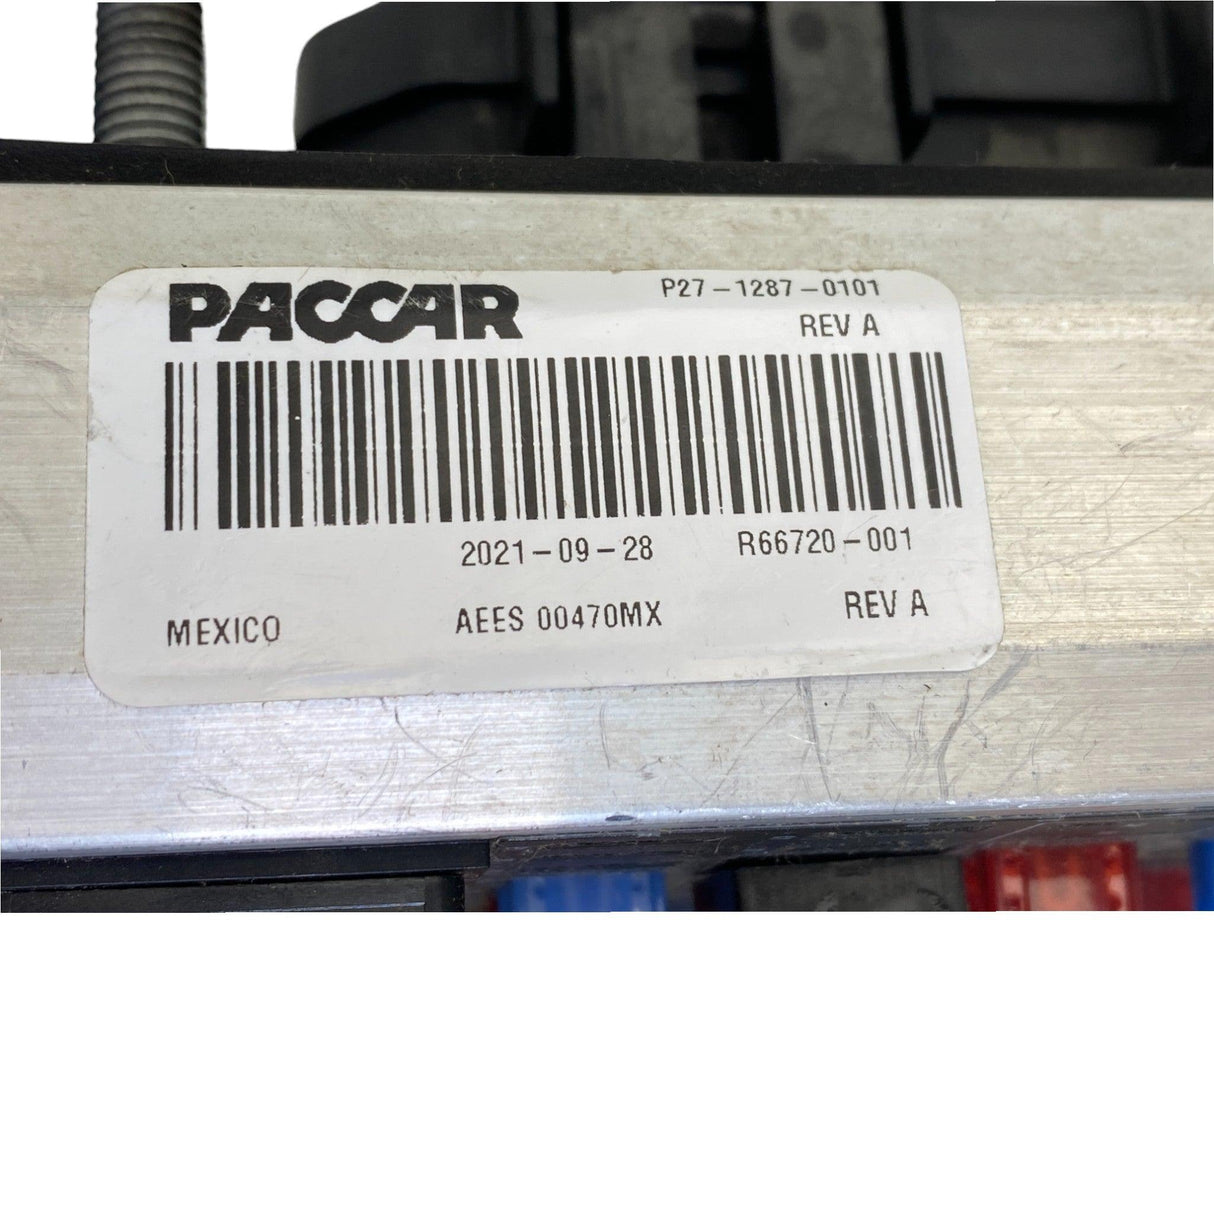 PACCAR P27-1287-0101
REV A
2021-09-28 R66720-001
MEXICO AEES 00470MX REV A